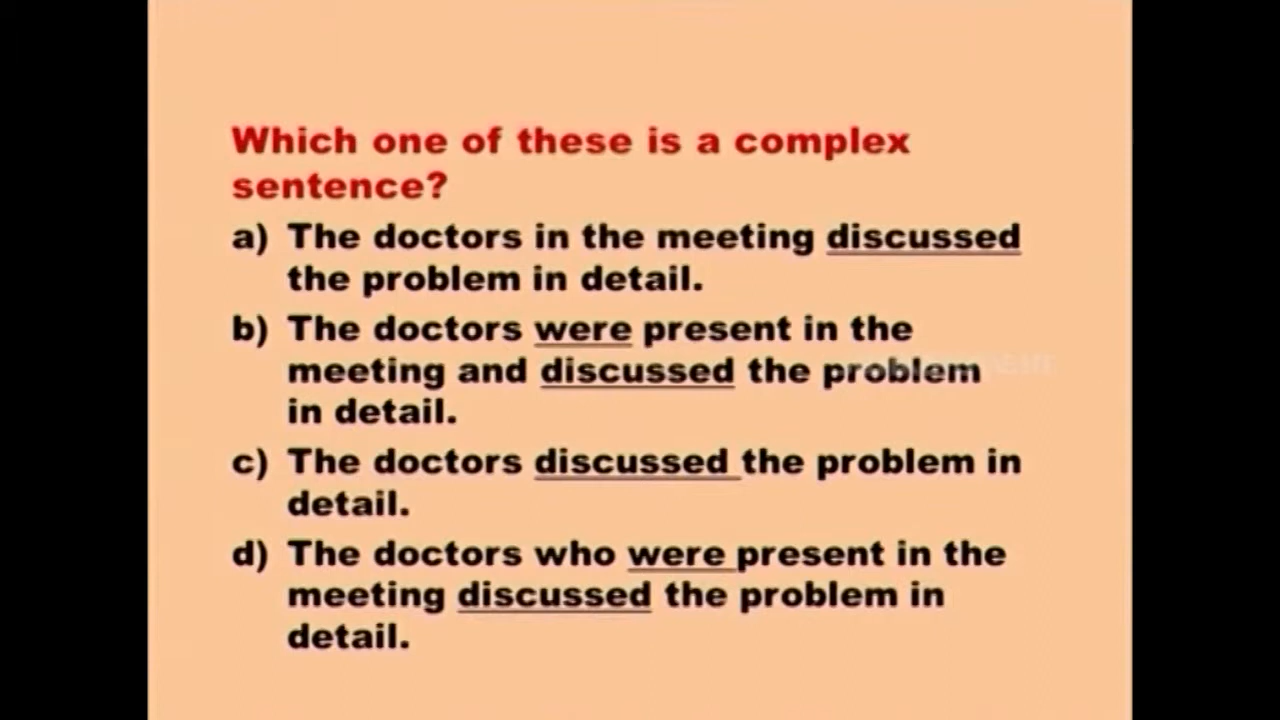 Which one of these is a complex
sentence?
a) The doctors in the meeting discussed
the problem in detail.
b) The doctors were present in the
meeting and discussed the problem
in detail.
c) The doctors discussed the problem in
detail.
d) The doctors who were present in the
meeting discussed the problem in
detail.